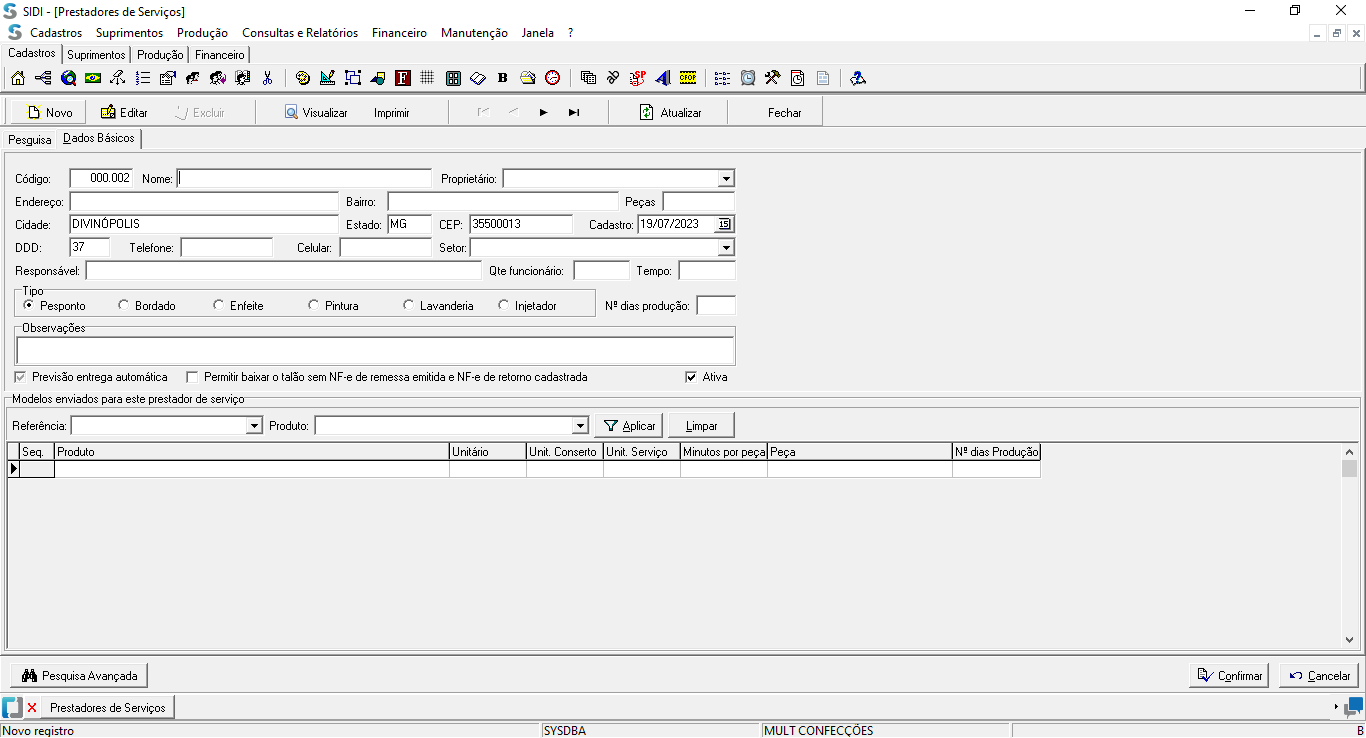 SIDI - [Prestadores de Serviços]
Cadastros Suprimentos Produção Consultas e Relatórios Financeiro Manutenção Janela ?
Cadastros Suprimentos Produção Financeiro
F B SP CFOP
Novo Editar Excluir Visualizar Imprimir Atualizar Fechar
Pesquisa Dados Básicos
Código: 000.002 Nome: Proprietário:
Endereço: Bairro: Peças
Cidade: DIVINÓPOLIS Estado: MG CEP: 35500013 Cadastro: 19/07/2023 15
DDD: 37 Telefone: Celular: Setor:
Responsável: Qte funcionário: Tempo:
Tipo
Pesponto Bordado Enfeite Pintura Lavanderia Injetador Nº dias produção:
Observações
Previsão entrega automática Permitir baixar o talão sem NF-e de remessa emitida e NF-e de retorno cadastrada Ativa
Modelos enviados para este prestador de serviço
Referência: Produto: Aplicar Limpar
Seq. Produto Unitário Unit. Conserto Unit. Serviço Minutos por peça Peça Nº dias Produção
Pesquisa Avançada Confirmar Cancelar
Prestadores de Serviços
Novo registro SYSDBA MULT CONFECÇÕES B